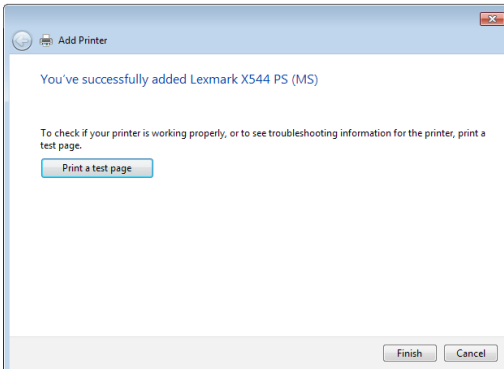 Add Printer
You've successfully added Lexmark X544 PS (MS)
To check if your printer is working properly, or to see troubleshooting information for the printer, print a
test page.
Print a test page
Finish Cancel